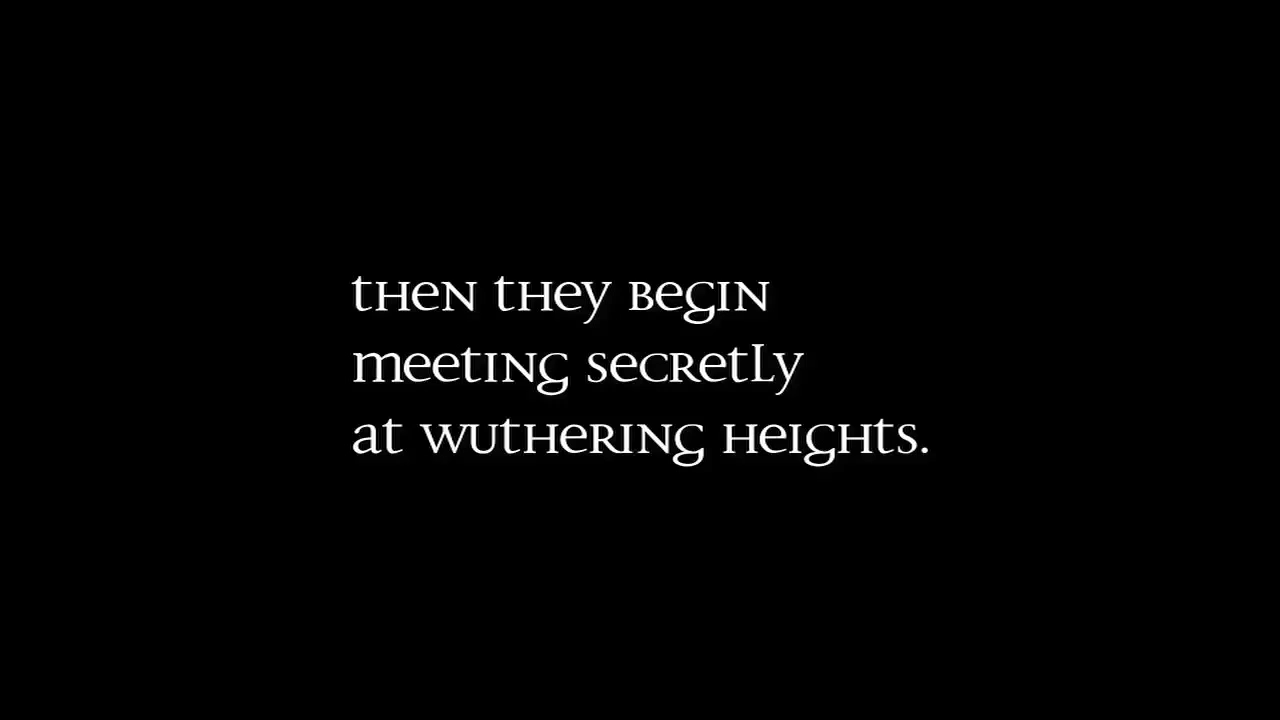 then they begin
meeting secretly
at wuthering heights.